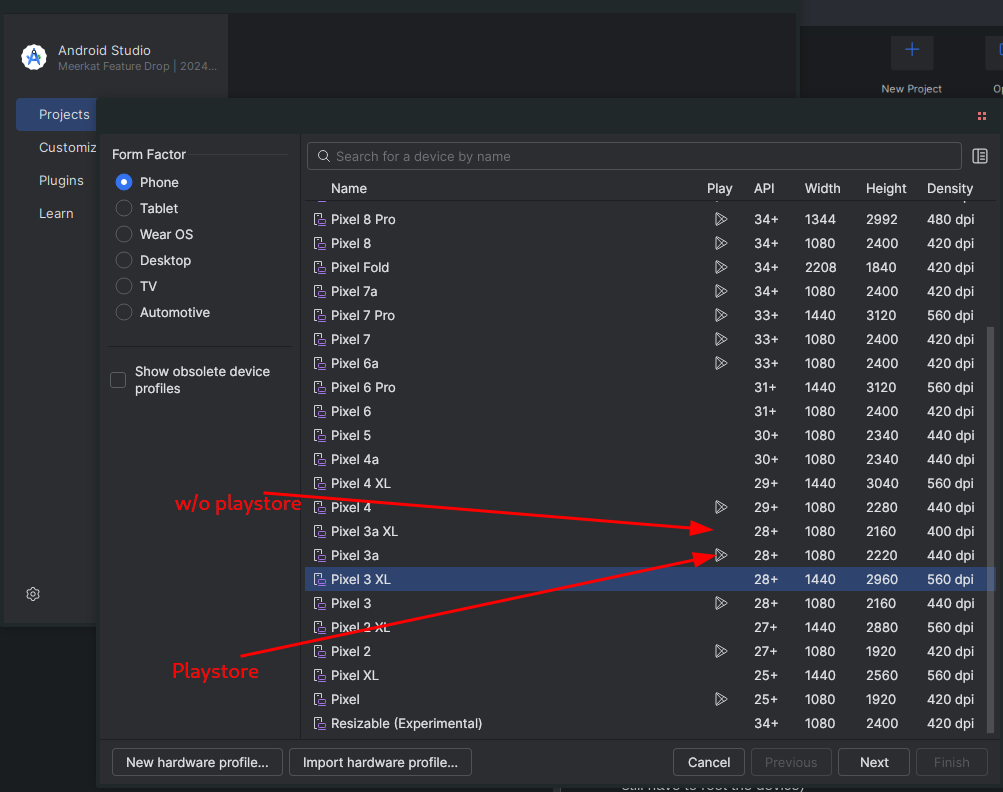 Android Studio
Meerkat Feature Drop | 2024...
New Project
Projects
Customiz
Plugins
Learn
Form Factor
Phone
Tablet
Wear OS
Desktop
TV
Automotive
Show obsolete device
profiles
Search for a device by name
Name Play API Width Height Density
Pixel 8 Pro 34+ 1344 2992 480 dpi
Pixel 8 34+ 1080 2400 420 dpi
Pixel Fold 34+ 2208 1840 420 dpi
Pixel 7a 34+ 1080 2400 420 dpi
Pixel 7 Pro 33+ 1440 3120 560 dpi
Pixel 7 33+ 1080 2400 420 dpi
Pixel 6a 33+ 1080 2400 420 dpi
Pixel 6 Pro 31+ 1440 3120 560 dpi
Pixel 6 31+ 1080 2400 420 dpi
Pixel 5 30+ 1080 2340 440 dpi
Pixel 4a 30+ 1080 2340 440 dpi
Pixel 4 XL 29+ 1440 3040 560 dpi
Pixel 4 29+ 1080 2280 440 dpi
Pixel 3a XL 28+ 1080 2160 400 dpi
Pixel 3a 28+ 1080 2220 440 dpi
Pixel 3 XL 28+ 1440 2960 560 dpi
Pixel 3 28+ 1080 2160 440 dpi
Pixel 2 XL 27+ 1440 2880 560 dpi
Pixel 2 27+ 1080 1920 420 dpi
Pixel XL 25+ 1440 2560 560 dpi
Pixel 25+ 1080 1920 420 dpi
Resizable (Experimental) 34+ 1080 2400 420 dpi
w/o playstore
Playstore
New hardware profile...
Import hardware profile...
Cancel
Previous
Next
Finish
still have to root the device)